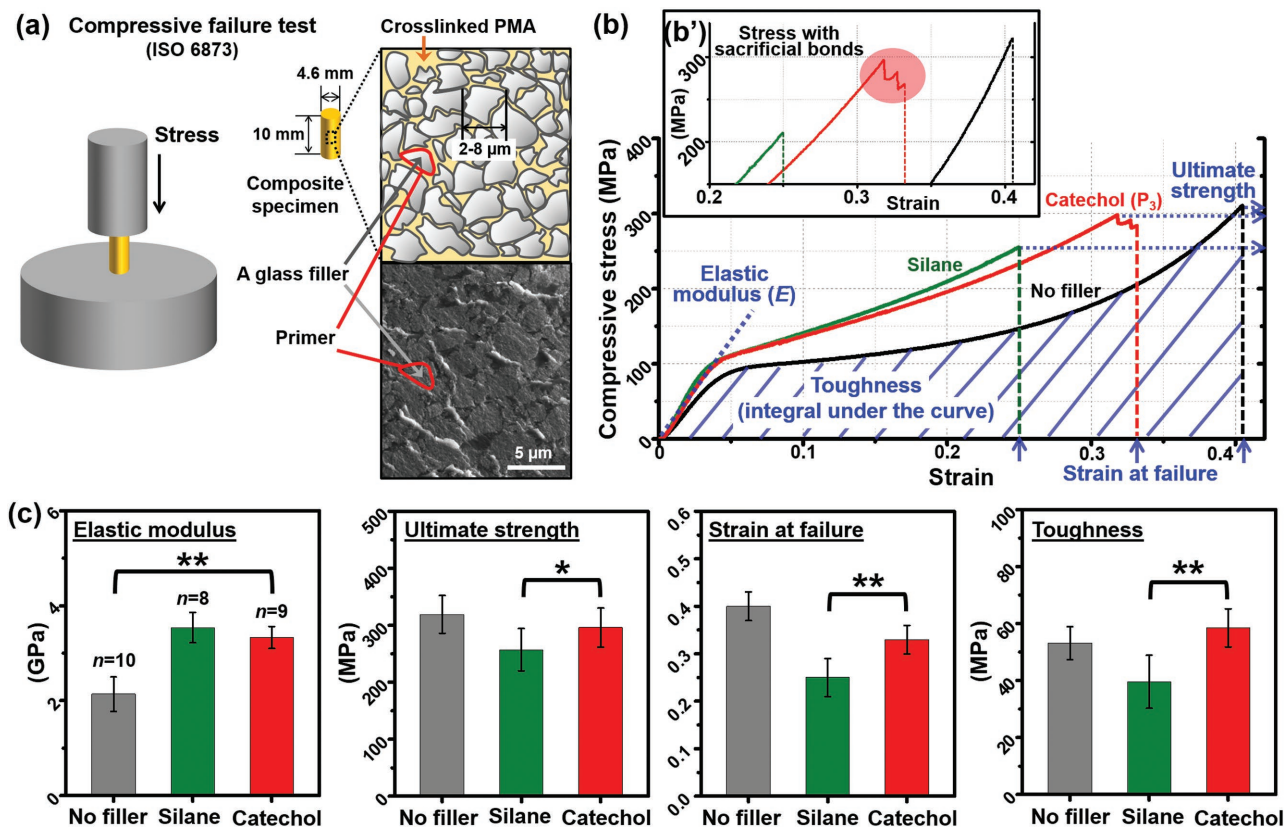 (a)
Compressive failure test
(ISO 6873)
Crosslinked PMA
4.6 mm
10 mm
Stress
Composite
specimen
2-8 µm
A glass filler
Primer
5 µm
(b)
(b')
Stress with
sacrificial bonds
300
200
(MPa)
0.2
0.3
0.4
Strain
400
300
200
100
0
Compressive stress (MPa)
Ultimate
strength
Catechol (P₃)
Silane
No filler
Elastic
modulus (E)
Toughness
(integral under the curve)
0.1
0.2
0.3
0.4
Strain
Strain at failure
(c)
Elastic modulus
**
n=10
n=8
n=9
6
4
2
0
(GPa)
No filler
Silane
Catechol
Ultimate strength
*
500
400
300
200
100
0
(MPa)
No filler
Silane
Catechol
Strain at failure
**
0.6
0.5
0.4
0.3
0.2
0.1
0.0
No filler
Silane
Catechol
Toughness
**
100
80
60
40
20
0
(MPa)
No filler
Silane
Catechol